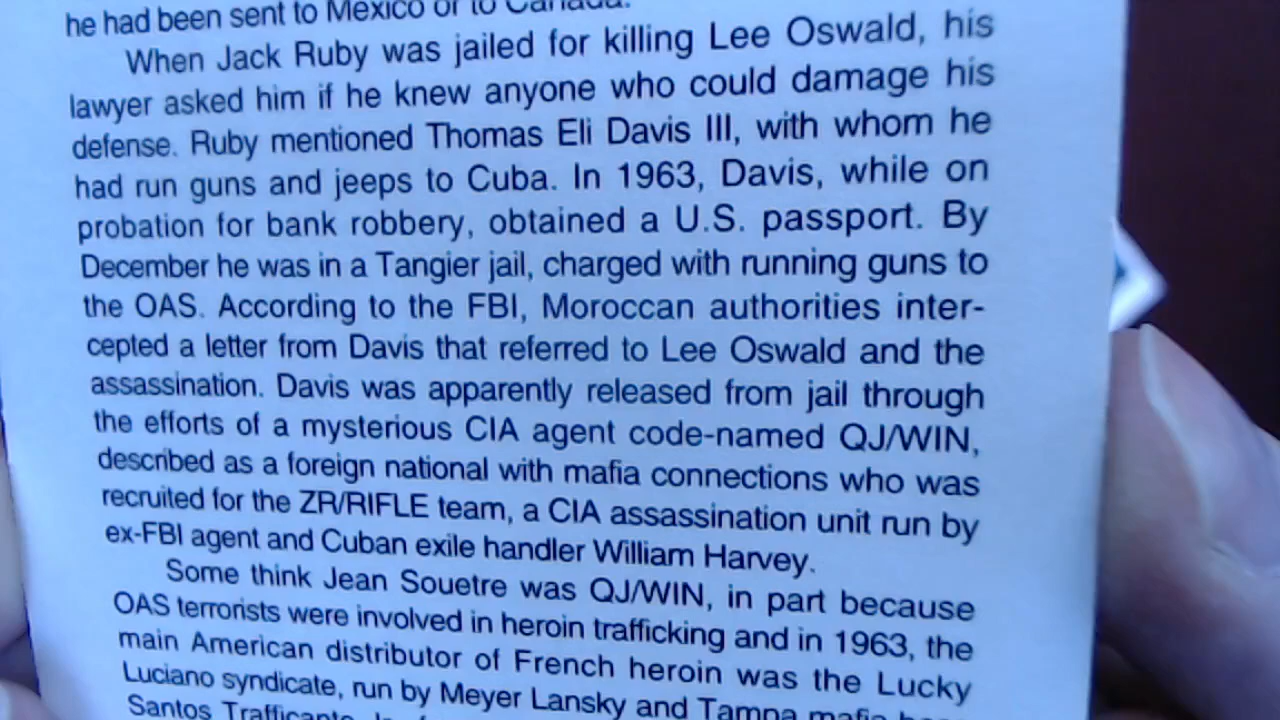 he had been sent to Mexico or to Canada.
When Jack Ruby was jailed for killing Lee Oswald, his
lawyer asked him if he knew anyone who could damage his
defense. Ruby mentioned Thomas Eli Davis III, with whom he
had run guns and jeeps to Cuba. In 1963, Davis, while on
probation for bank robbery, obtained a U.S. passport. By
December he was in a Tangier jail, charged with running guns to
the OAS. According to the FBI, Moroccan authorities inter-
cepted a letter from Davis that referred to Lee Oswald and the
assassination. Davis was apparently released from jail through
the efforts of a mysterious CIA agent code-named QJ/WIN,
described as a foreign national with mafia connections who was
recruited for the ZR/RIFLE team, a CIA assassination unit run by
ex-FBI agent and Cuban exile handler William Harvey.
Some think Jean Souetre was QJ/WIN, in part because
OAS terrorists were involved in heroin trafficking and in 1963, the
main American distributor of French heroin was the Lucky
Luciano syndicate, run by Meyer Lansky and Tampa mafia
Santos Trafficante